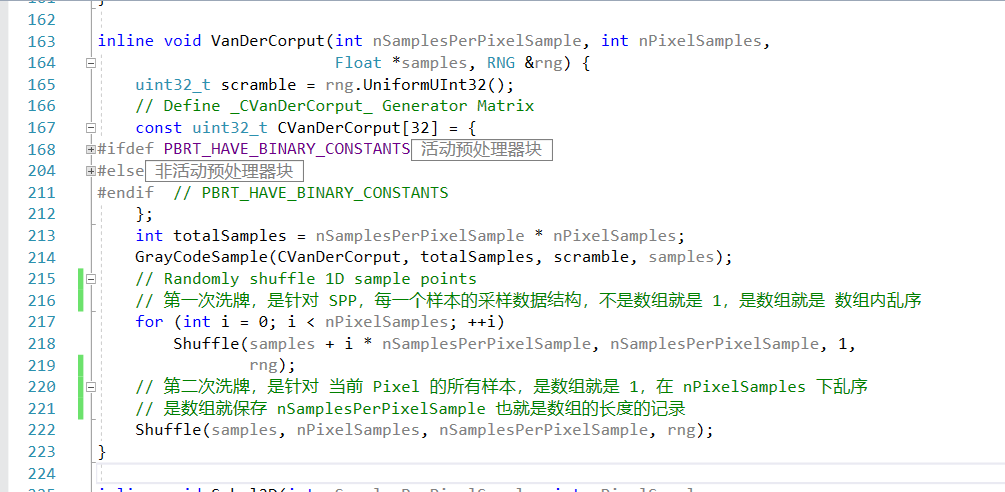 162
163 inline void VanDerCorput(int nSamplesPerPixelSample, int nPixelSamples,
164 Float *samples, RNG &rng) {
165 uint32_t scramble = rng.UniformUInt32();
166 // Define _CVanDerCorput_ Generator Matrix
167 const uint32_t CVanDerCorput[32] = {
168 #ifdef PBRT_HAVE_BINARY_CONSTANTS 活动预处理器块
204 #else 非活动预处理器块
211 #endif // PBRT_HAVE_BINARY_CONSTANTS
212 };
213 int totalSamples = nSamplesPerPixelSample * nPixelSamples;
214 GrayCodeSample(CVanDerCorput, totalSamples, scramble, samples);
215 // Randomly shuffle 1D sample points
216 // 第一次洗牌，是针对 SPP，每一个样本的采样数据结构，不是数组就是 1，是数组就是 数组内乱序
217 for (int i = 0; i < nPixelSamples; ++i)
218 Shuffle(samples + i * nSamplesPerPixelSample, nSamplesPerPixelSample, 1,
219 rng);
220 // 第二次洗牌，是针对 当前 Pixel 的所有样本，是数组就是 1，在 nPixelSamples 下乱序
221 // 是数组就保存 nSamplesPerPixelSample 也就是数组的长度的记录
222 Shuffle(samples, nPixelSamples, nSamplesPerPixelSample, rng);
223 }
224